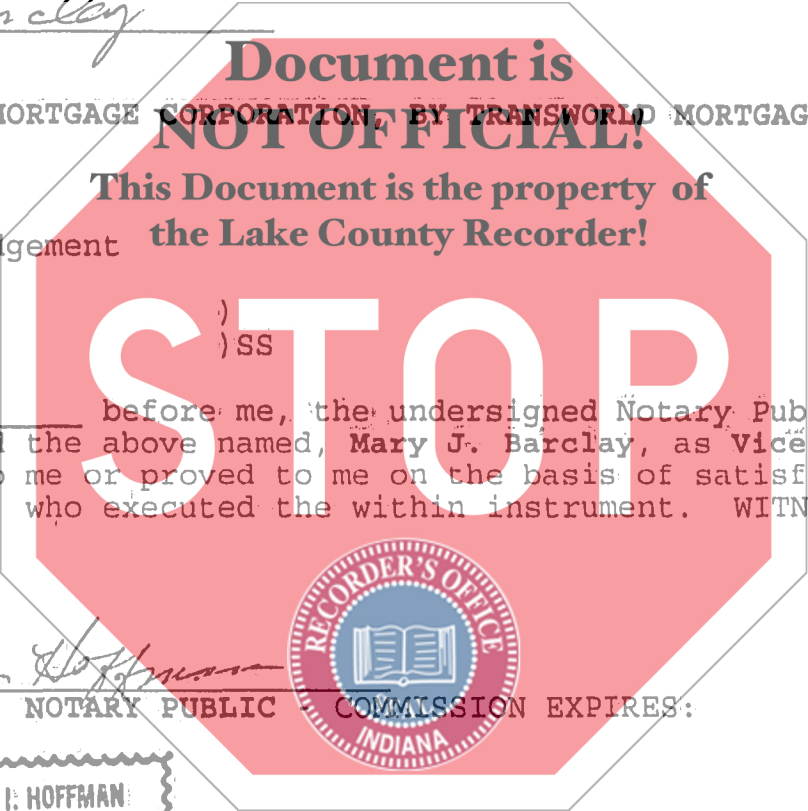 Document is
MORTGAGE CORPORATION, BY TRANSWORLD MORTGAG
NOT OFFICIAL!
This Document is the property of
the Lake County Recorder!
dgement
)
)SS
STOP
before me, the undersigned Notary Pub
the above named, Mary J. Barclay, as Vice
me or proved to me on the basis of satisf
who executed the within instrument. WITN
RECORDER'S OFFICE
INDIANA
Hoffman
NOTARY PUBLIC - COMMISSION EXPIRES:
I. HOFFMAN